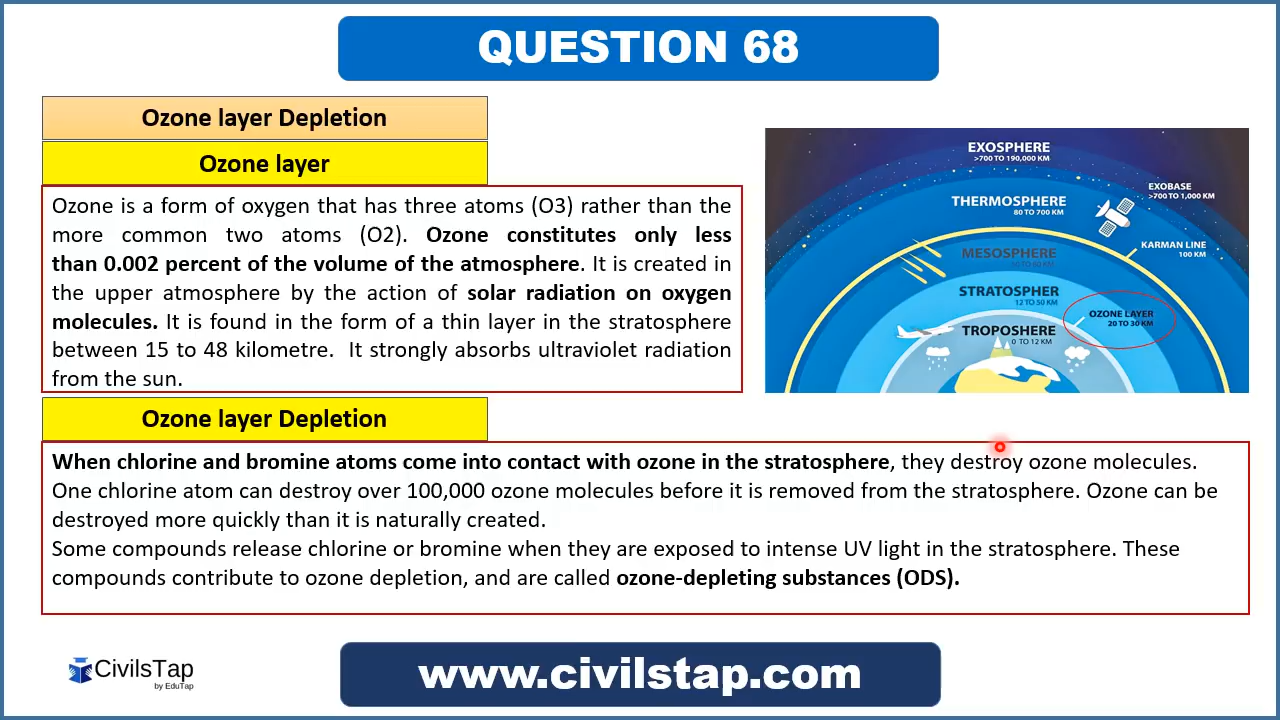 QUESTION 68
Ozone layer Depletion
Ozone layer
Ozone is a form of oxygen that has three atoms (O3) rather than the
more common two atoms (O2). Ozone constitutes only less
than 0.002 percent of the volume of the atmosphere. It is created in
the upper atmosphere by the action of solar radiation on oxygen
molecules. It is found in the form of a thin layer in the stratosphere
between 15 to 48 kilometre. It strongly absorbs ultraviolet radiation
from the sun.
EXOSPHERE
>700 TO 190,000 KM
EXOBASE
>700 TO 1,000 KM
THERMOSPHERE
80 TO 700 KM
KARMAN LINE
100 KM
MESOSPHERE
STRATOSPHER
12 TO 50 KM
OZONE LAYER
20 TO 30 KM
TROPOSHERE
0 TO 12 KM
Ozone layer Depletion
When chlorine and bromine atoms come into contact with ozone in the stratosphere, they destroy ozone molecules.
One chlorine atom can destroy over 100,000 ozone molecules before it is removed from the stratosphere. Ozone can be
destroyed more quickly than it is naturally created.
Some compounds release chlorine or bromine when they are exposed to intense UV light in the stratosphere. These
compounds contribute to ozone depletion, and are called ozone-depleting substances (ODS).
CivilsTap
by EduTap
www.civilstap.com